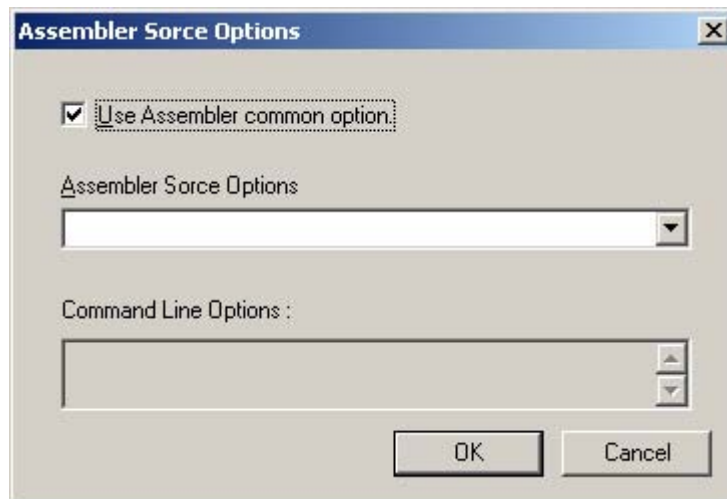 Assembler Sorce Options
Use Assembler common option.
Assembler Sorce Options
Command Line Options :
OK Cancel